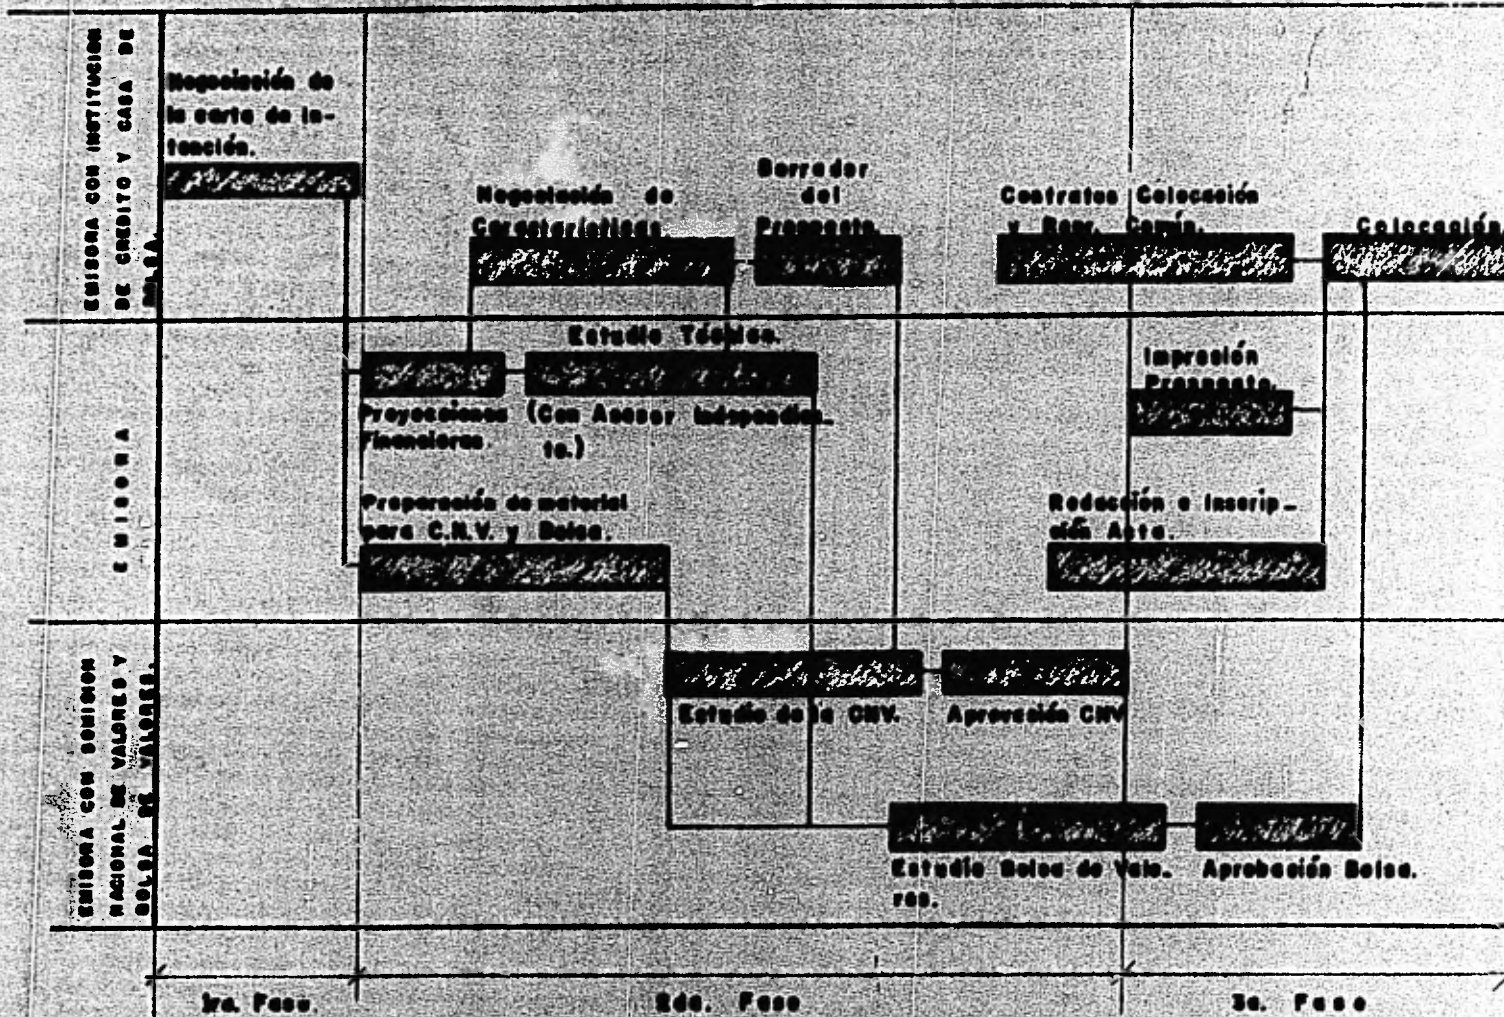 EMISORA CON INSTITUCION
DE CREDITO Y CASA DE
BOLSA.
Negociación de
la carta de in-
tención.
Negociación de
Características
Borrador
del
Prospecto.
Contratos Colocación
y Repr. Común.
Colocación.
EMISORA
Estudio Técnico.
Proyecciones (Con Asesor Independien-
Financieras. te.)
Impresión
Prospecto.
Preparación de material
para C.N.V. y Bolsa.
Redacción e Inscrip-
ción Acta.
EMISORA CON COMISION
NACIONAL DE VALORES Y
BOLSA DE VALORES.
Estudio de la CNV.
Aprovación CNV
Estudio Bolsa de Valo-
res.
Aprobación Bolsa.
1ra. Fase.
2da. Fase
3a. Fase